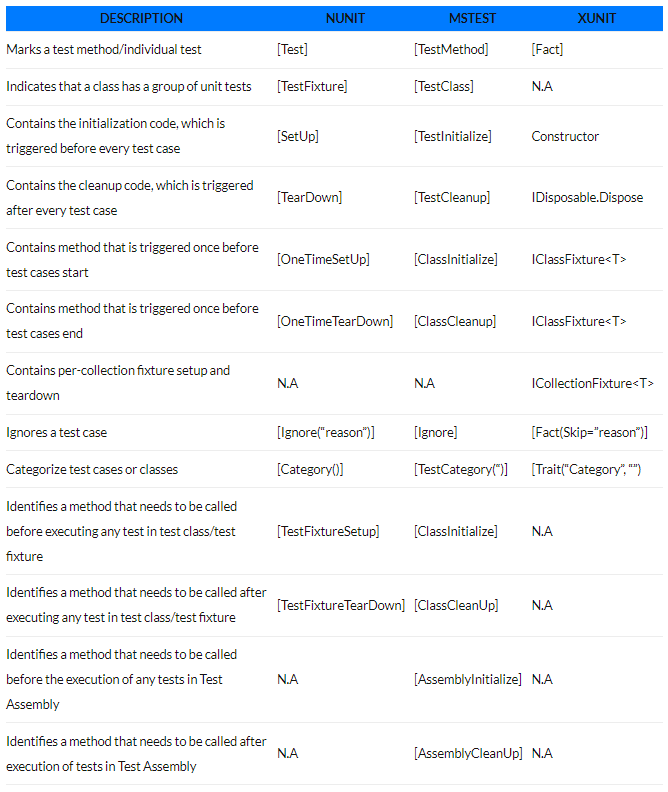 DESCRIPTION NUNIT MSTEST XUNIT
Marks a test method/individual test [Test] [TestMethod] [Fact]
Indicates that a class has a group of unit tests [TestFixture] [TestClass] N.A
Contains the initialization code, which is
triggered before every test case [SetUp] [TestInitialize] Constructor
Contains the cleanup code, which is triggered
after every test case [TearDown] [TestCleanup] IDisposable.Dispose
Contains method that is triggered once before
test cases start [OneTimeSetUp] [ClassInitialize] IClassFixture<T>
Contains method that is triggered once before
test cases end [OneTimeTearDown] [ClassCleanup] IClassFixture<T>
Contains per-collection fixture setup and
teardown N.A N.A ICollectionFixture<T>
Ignores a test case [Ignore(“reason”)] [Ignore] [Fact(Skip=”reason”)]
Categorize test cases or classes [Category()] [TestCategory(“)] [Trait(“Category”, “”)
Identifies a method that needs to be called
before executing any test in test class/test
fixture [TestFixtureSetup] [ClassInitialize] N.A
Identifies a method that needs to be called after
executing any test in test class/test fixture [TestFixtureTearDown] [ClassCleanUp] N.A
Identifies a method that needs to be called
before the execution of any tests in Test
Assembly N.A [AssemblyInitialize] N.A
Identifies a method that needs to be called after
execution of tests in Test Assembly N.A [AssemblyCleanUp] N.A